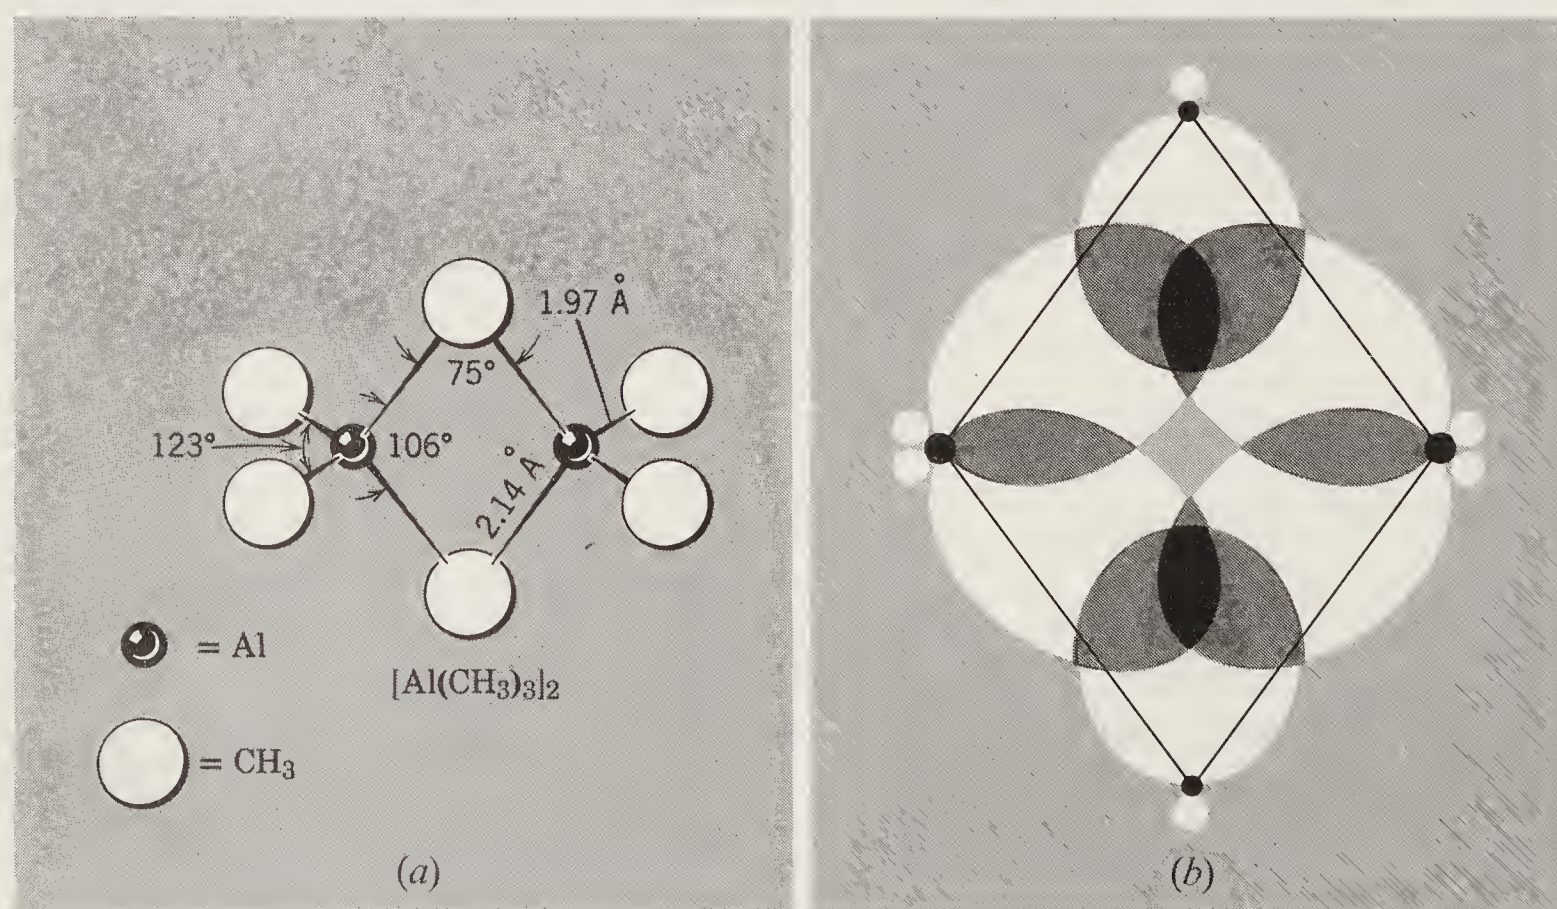 1.97 Å
75°
123°
106°
2.14 Å
= Al
[Al(CH₃)₃]₂
= CH₃
(a)
(b)